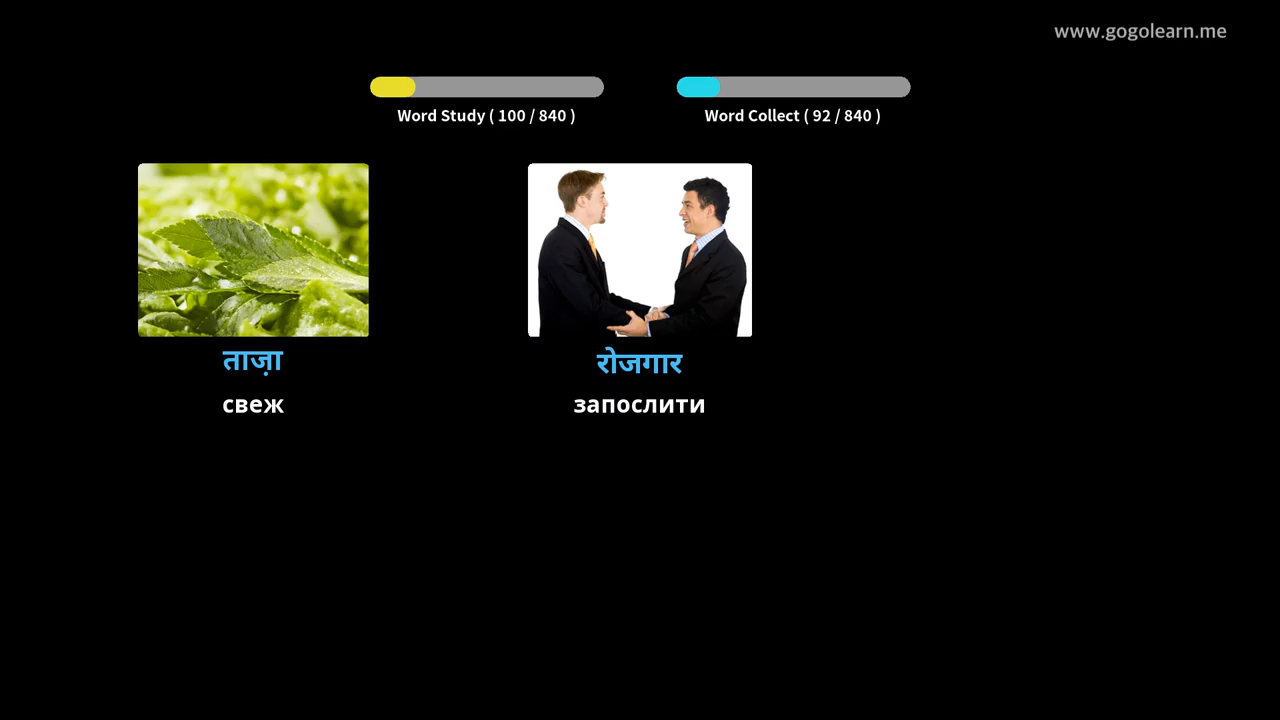 www.gogolearn.me
Word Study ( 100 / 840 )
Word Collect ( 92 / 840 )
ताज़ा
свеж
रोजगार
запослити